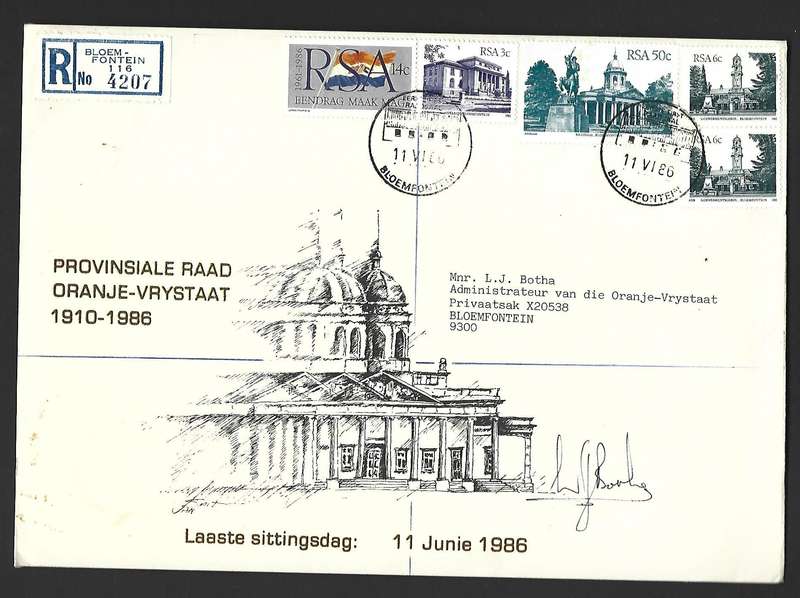 R
No
BLOEM-
FONTEIN
116
4207
1961-1986
RSA
14c
BENDRAG MAAK MAG
RSA 3c
RSA 50c
RSA 6c
RSA 6c
11 VI 86
BLOEMFONTEIN
11 VI 86
BLOEMFONTEIN
PROVINSIALE RAAD
ORANJE-VRYSTAAT
1910-1986
Mnr. L.J. Botha
Administrateur van die Oranje-Vrystaat
Privaatsak X20538
BLOEMFONTEIN
9300
Botha
Laaste sittingsdag: 11 Junie 1986